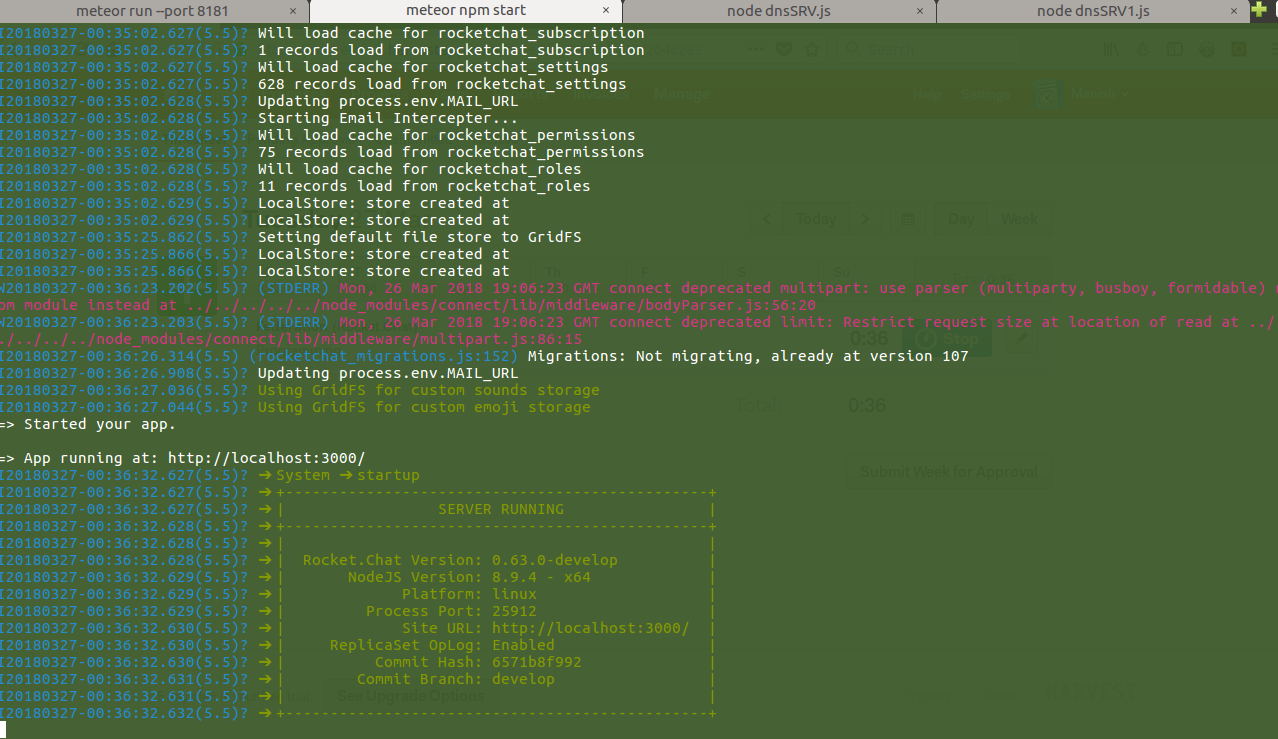 meteor run --port 8181 × meteor npm start × node dnsSRV.js × node dnsSRV1.js ×
I20180327-00:35:02.627(5.5)? Will load cache for rocketchat_subscription
I20180327-00:35:02.627(5.5)? 1 records load from rocketchat_subscription
I20180327-00:35:02.627(5.5)? Will load cache for rocketchat_settings
I20180327-00:35:02.627(5.5)? 628 records load from rocketchat_settings
I20180327-00:35:02.628(5.5)? Updating process.env.MAIL_URL
I20180327-00:35:02.628(5.5)? Starting Email Intercepter...
I20180327-00:35:02.628(5.5)? Will load cache for rocketchat_permissions
I20180327-00:35:02.628(5.5)? 75 records load from rocketchat_permissions
I20180327-00:35:02.628(5.5)? Will load cache for rocketchat_roles
I20180327-00:35:02.628(5.5)? 11 records load from rocketchat_roles
I20180327-00:35:02.629(5.5)? LocalStore: store created at
I20180327-00:35:02.629(5.5)? LocalStore: store created at
I20180327-00:35:25.862(5.5)? Setting default file store to GridFS
I20180327-00:35:25.866(5.5)? LocalStore: store created at
I20180327-00:35:25.866(5.5)? LocalStore: store created at
W20180327-00:36:23.202(5.5)? (STDERR) Mon, 26 Mar 2018 19:06:23 GMT connect deprecated multipart: use parser (multiparty, busboy, formidable) n
pm module instead at ../../../../../node_modules/connect/lib/middleware/bodyParser.js:56:20
W20180327-00:36:23.203(5.5)? (STDERR) Mon, 26 Mar 2018 19:06:23 GMT connect deprecated limit: Restrict request size at location of read at ../
../../../../node_modules/connect/lib/middleware/multipart.js:86:15
I20180327-00:36:26.314(5.5) (rocketchat_migrations.js:152) Migrations: Not migrating, already at version 107
I20180327-00:36:26.908(5.5)? Updating process.env.MAIL_URL
I20180327-00:36:27.036(5.5)? Using GridFS for custom sounds storage
I20180327-00:36:27.044(5.5)? Using GridFS for custom emoji storage
=> Started your app.
=> App running at: http://localhost:3000/
I20180327-00:36:32.627(5.5)? ➔ System ➔ startup
I20180327-00:36:32.627(5.5)? ➔ +-----------------------------------------------+
I20180327-00:36:32.627(5.5)? ➔ | SERVER RUNNING |
I20180327-00:36:32.628(5.5)? ➔ +-----------------------------------------------+
I20180327-00:36:32.628(5.5)? ➔ | |
I20180327-00:36:32.628(5.5)? ➔ | Rocket.Chat Version: 0.63.0-develop |
I20180327-00:36:32.629(5.5)? ➔ | NodeJS Version: 8.9.4 - x64 |
I20180327-00:36:32.629(5.5)? ➔ | Platform: linux |
I20180327-00:36:32.629(5.5)? ➔ | Process Port: 25912 |
I20180327-00:36:32.630(5.5)? ➔ | Site URL: http://localhost:3000/ |
I20180327-00:36:32.630(5.5)? ➔ | ReplicaSet OpLog: Enabled |
I20180327-00:36:32.630(5.5)? ➔ | Commit Hash: 6571b8f992 |
I20180327-00:36:32.631(5.5)? ➔ | Commit Branch: develop |
I20180327-00:36:32.631(5.5)? ➔ | |
I20180327-00:36:32.632(5.5)? ➔ +-----------------------------------------------+
search
Manage Help Settings
Today Day Week
Th F S Su
0:36 Stop
Total: 0:36
Submit Week for Approval
See Upgrade Options HARVEST